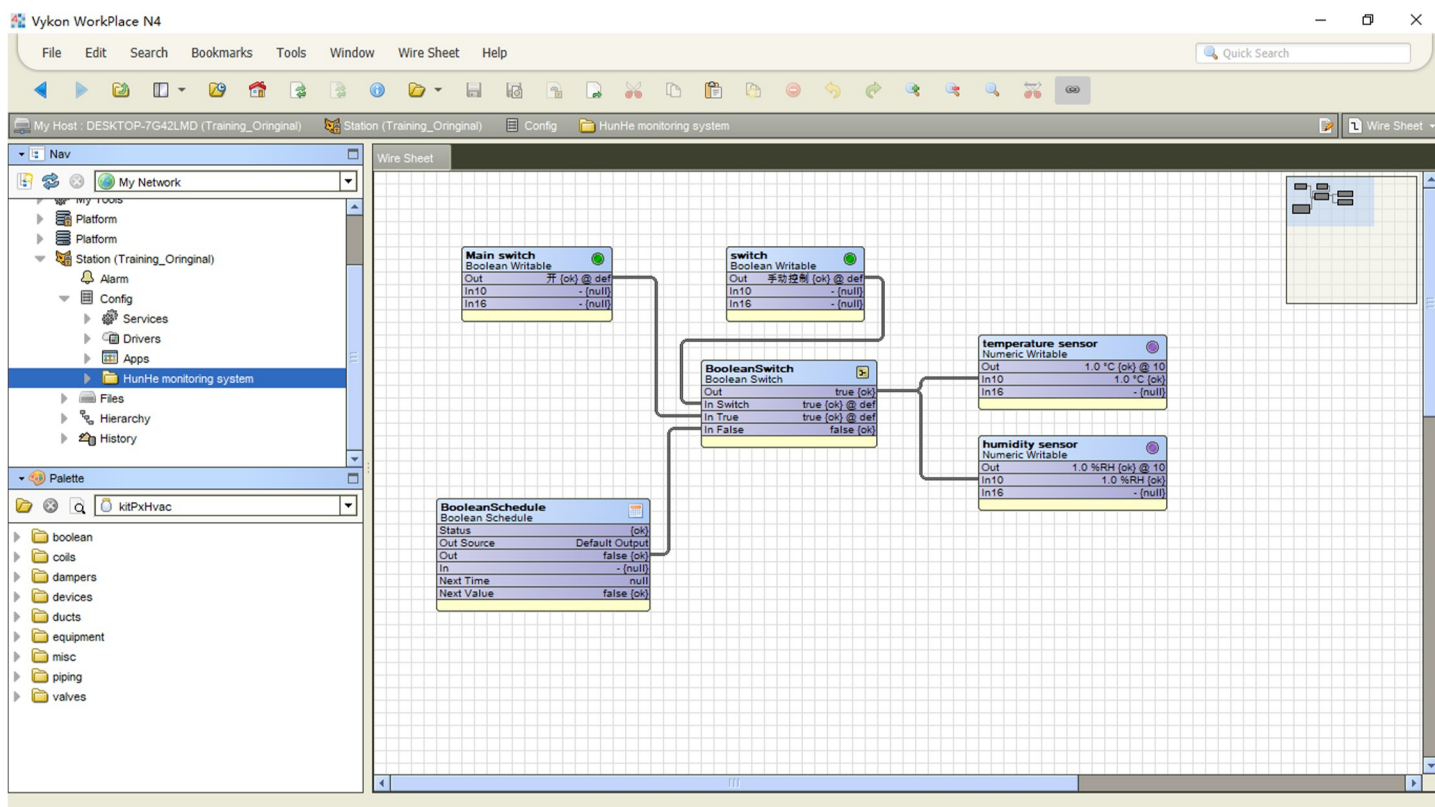 Vykon WorkPlace N4
File Edit Search Bookmarks Tools Window Wire Sheet Help
Quick Search
My Host : DESKTOP-7G42LMD (Training_Oringinal) Station (Training_Oringinal) Config HunHe monitoring system
Wire Sheet
Nav
My Network
My Tools
Platform
Platform
Station (Training_Oringinal)
Alarm
Config
Services
Drivers
Apps
HunHe monitoring system
Files
Hierarchy
History
Palette
kitPxHvac
boolean
coils
dampers
devices
ducts
equipment
misc
piping
valves
Wire Sheet
Main switch
Boolean Writable
Out 开 {ok} @ def
In10 - {null}
In16 - {null}
switch
Boolean Writable
Out 手动控制 {ok} @ def
In10 - {null}
In16 - {null}
BooleanSwitch
Boolean Switch
Out true {ok}
In Switch true {ok} @ def
In True true {ok} @ def
In False false {ok}
temperature sensor
Numeric Writable
Out 1.0 °C {ok} @ 10
In10 1.0 °C {ok}
In16 - {null}
humidity sensor
Numeric Writable
Out 1.0 %RH {ok} @ 10
In10 1.0 %RH {ok}
In16 - {null}
BooleanSchedule
Boolean Schedule
Status {ok}
Out Source Default Output
Out false {ok}
In - {null}
Next Time null
Next Value false {ok}